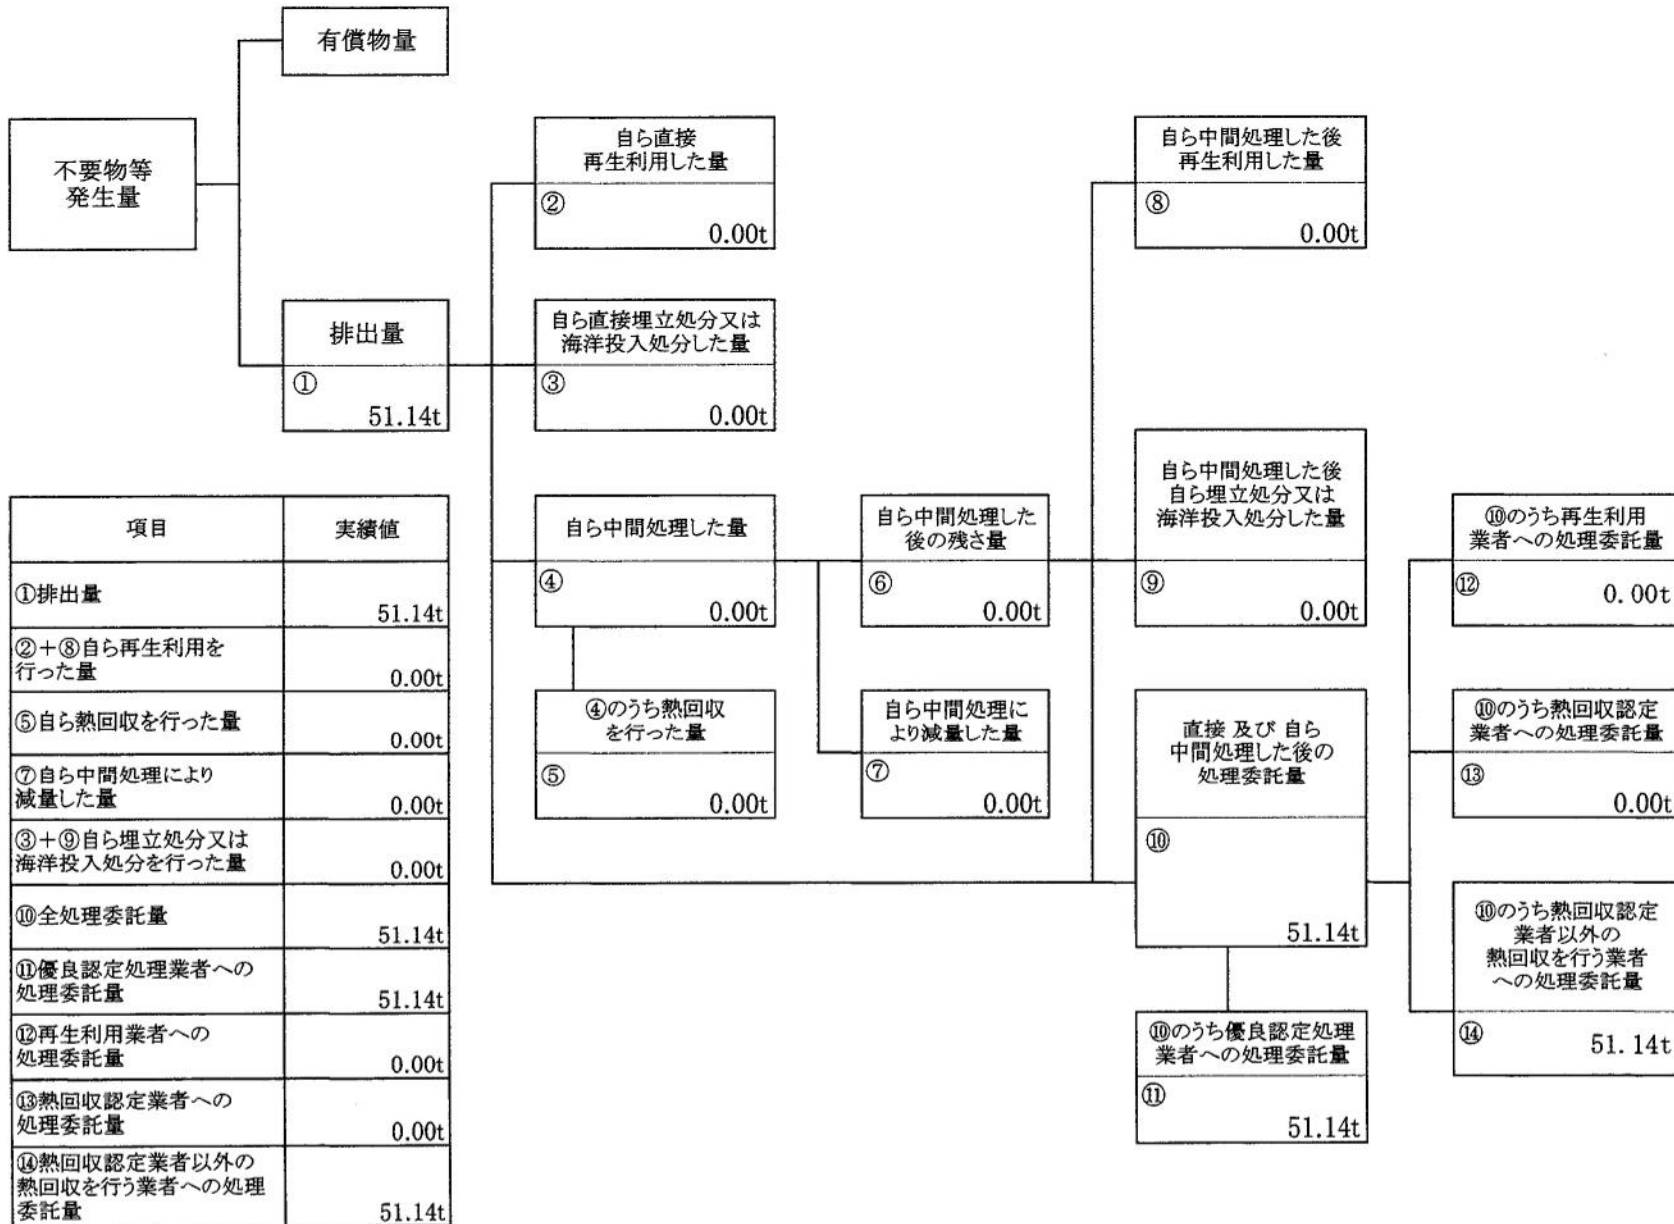 有償物量
不要物等
発生量
排出量
①
51.14t
自ら直接
再生利用した量
②
0.00t
自ら直接埋立処分又は
海洋投入処分した量
③
0.00t
自ら中間処理した量
④
0.00t
④のうち熱回収
を行った量
⑤
0.00t
自ら中間処理した
後の残さ量
⑥
0.00t
自ら中間処理に
より減量した量
⑦
0.00t
自ら中間処理した後
再生利用した量
⑧
0.00t
自ら中間処理した後
自ら埋立処分又は
海洋投入処分した量
⑨
0.00t
直接 及び 自ら
中間処理した後の
処理委託量
⑩
51.14t
⑩のうち優良認定処理
業者への処理委託量
⑪
51.14t
⑩のうち再生利用
業者への処理委託量
⑫
0.00t
⑩のうち熱回収認定
業者への処理委託量
⑬
0.00t
⑩のうち熱回収認定
業者以外の
熱回収を行う業者
への処理委託量
⑭
51.14t
項目 実績値
①排出量
51.14t
②＋⑧自ら再生利用を
行った量
0.00t
⑤自ら熱回収を行った量
0.00t
⑦自ら中間処理により
減量した量
0.00t
③＋⑨自ら埋立処分又は
海洋投入処分を行った量
0.00t
⑩全処理委託量
51.14t
⑪優良認定処理業者への
処理委託量
51.14t
⑫再生利用業者への
処理委託量
0.00t
⑬熱回収認定業者への
処理委託量
0.00t
⑭熱回収認定業者以外の
熱回収を行う業者への処理
委託量
51.14t